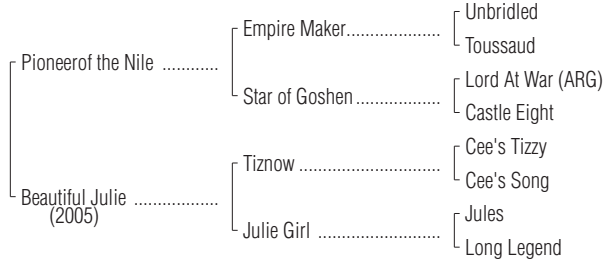 Unbridled
Empire Maker....................
Toussaud
Pioneerof the Nile ............
Lord At War (ARG)
Star of Goshen..................
Castle Eight
Cee's Tizzy
Tiznow .............................
Cee's Song
Beautiful Julie .................
(2005)
Jules
Julie Girl .........................
Long Legend